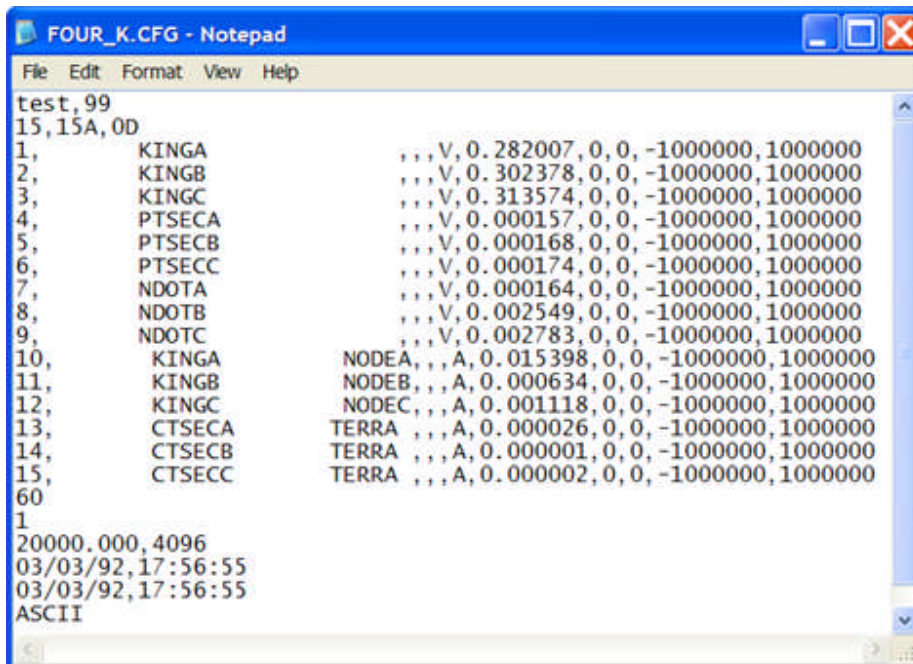 FOUR_K.CFG - Notepad
File Edit Format View Help
test,99
15,15A,0D
1, KINGA ,,,V,0.282007,0,0,-1000000,1000000
2, KINGB ,,,V,0.302378,0,0,-1000000,1000000
3, KINGC ,,,V,0.313574,0,0,-1000000,1000000
4, PTSECA ,,,V,0.000157,0,0,-1000000,1000000
5, PTSECB ,,,V,0.000168,0,0,-1000000,1000000
6, PTSECC ,,,V,0.000174,0,0,-1000000,1000000
7, NDOTA ,,,V,0.000164,0,0,-1000000,1000000
8, NDOTB ,,,V,0.002549,0,0,-1000000,1000000
9, NDOTC ,,,V,0.002783,0,0,-1000000,1000000
10, KINGA NODEA,,,A,0.015398,0,0,-1000000,1000000
11, KINGB NODEB,,,A,0.000634,0,0,-1000000,1000000
12, KINGC NODEC,,,A,0.001118,0,0,-1000000,1000000
13, CTSECA TERRA ,,,A,0.000026,0,0,-1000000,1000000
14, CTSECB TERRA ,,,A,0.000001,0,0,-1000000,1000000
15, CTSECC TERRA ,,,A,0.000002,0,0,-1000000,1000000
60
1
20000.000,4096
03/03/92,17:56:55
03/03/92,17:56:55
ASCII